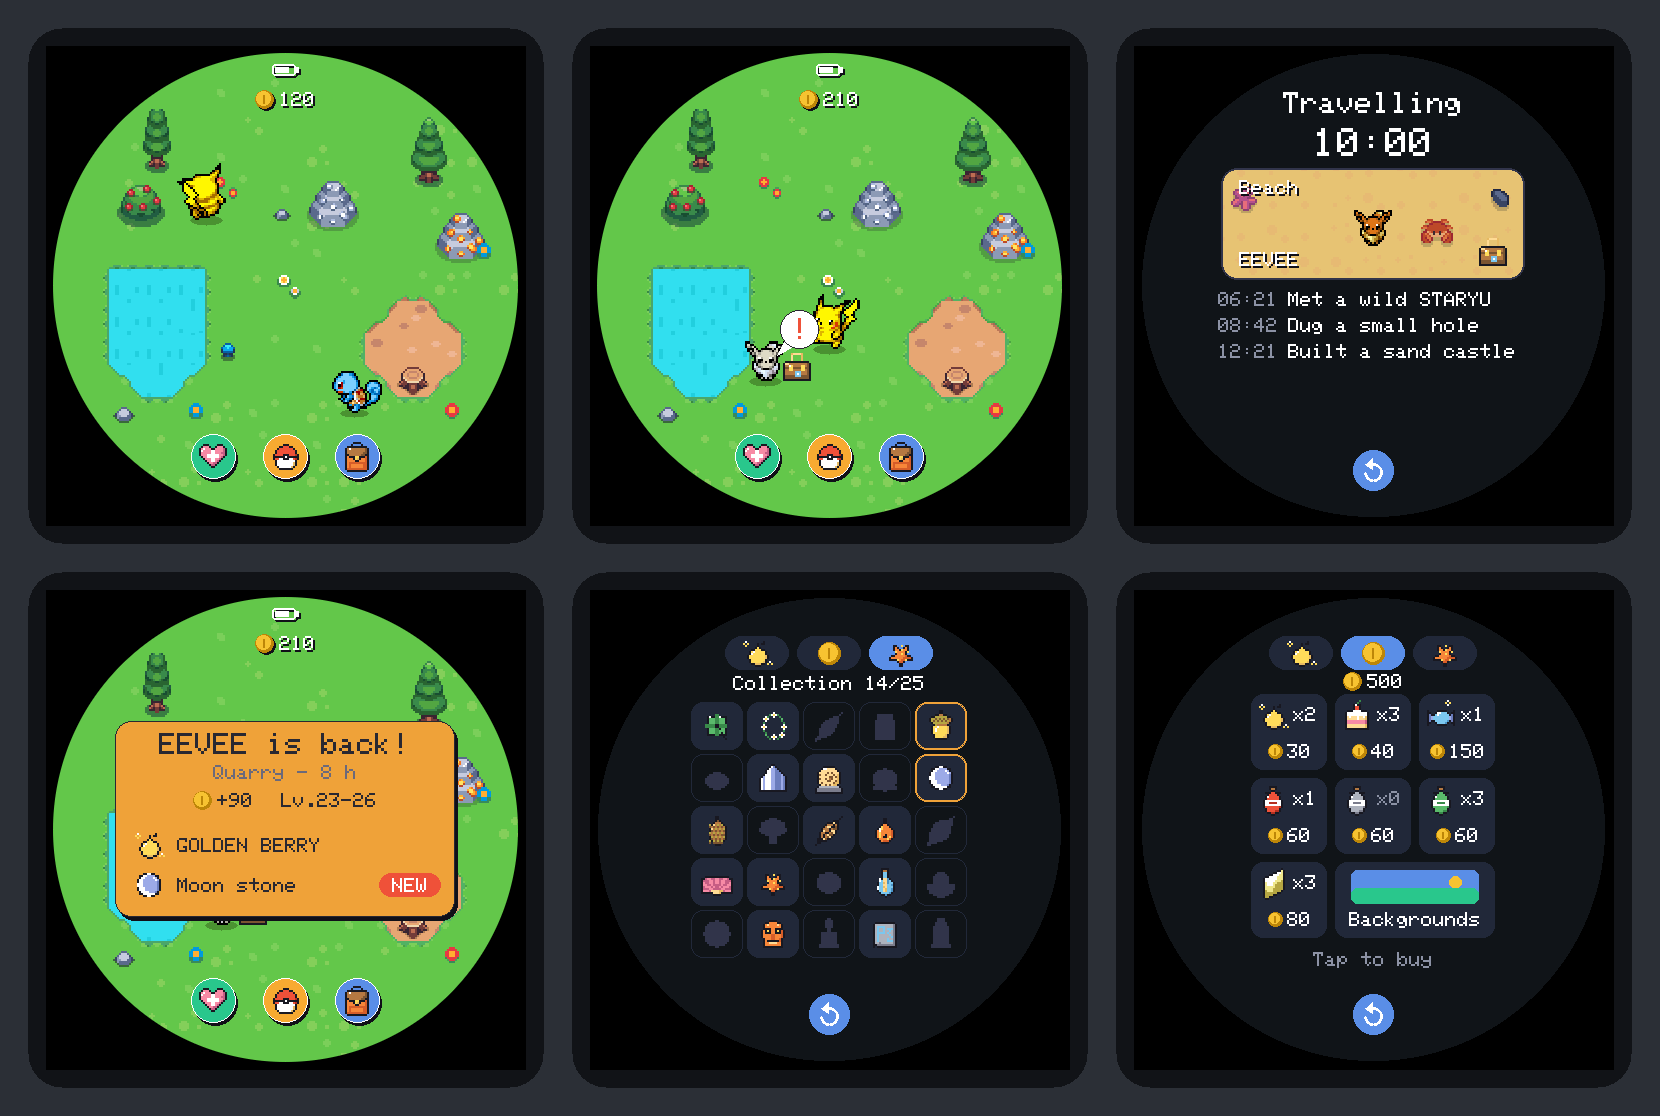 120
210
!
Travelling
10:00
Beach
EEVEE
06:21 Met a wild STARYU
08:42 Dug a small hole
12:21 Built a sand castle
210
EEVEE is back!
Quarry - 8 h
+90 Lv.23-26
GOLDEN BERRY
Moon stone NEW
Collection 14/25
500
x2 x3 x1
30 40 150
x1 x0 x3
60 60 60
x3
80 Backgrounds
Tap to buy